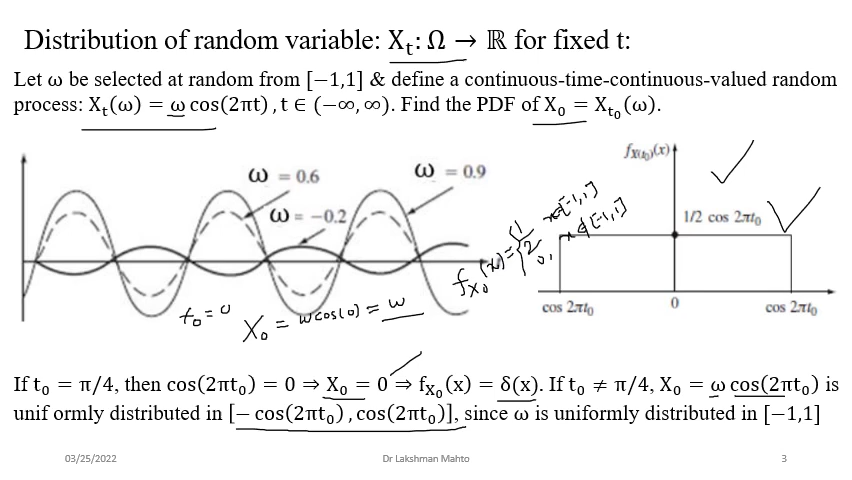 Distribution of random variable: Xₜ: Ω → ℝ for fixed t:
Let ω be selected at random from [−1,1] & define a continuous-time-continuous-valued random
process: Xₜ(ω) = ω cos(2πt) , t ∈ (−∞, ∞). Find the PDF of X₀ = Xₜ₀(ω).
ω = 0.6
ω = 0.9
ω = −0.2
t₀ = 0
X₀ = ω cos(0) = ω
f_X₀(x) = { 1/2, x∈[-1,1]
0, x∉[-1,1]
f_X(t₀)(x)
1/2 cos 2πt₀
cos 2πt₀
0
cos 2πt₀
If t₀ = π/4, then cos(2πt₀) = 0 ⇒ X₀ = 0 ⇒ f_X₀(x) = δ(x). If t₀ ≠ π/4, X₀ = ω cos(2πt₀) is
unif ormly distributed in [− cos(2πt₀) , cos(2πt₀)], since ω is uniformly distributed in [−1,1]
03/25/2022
Dr Lakshman Mahto
3